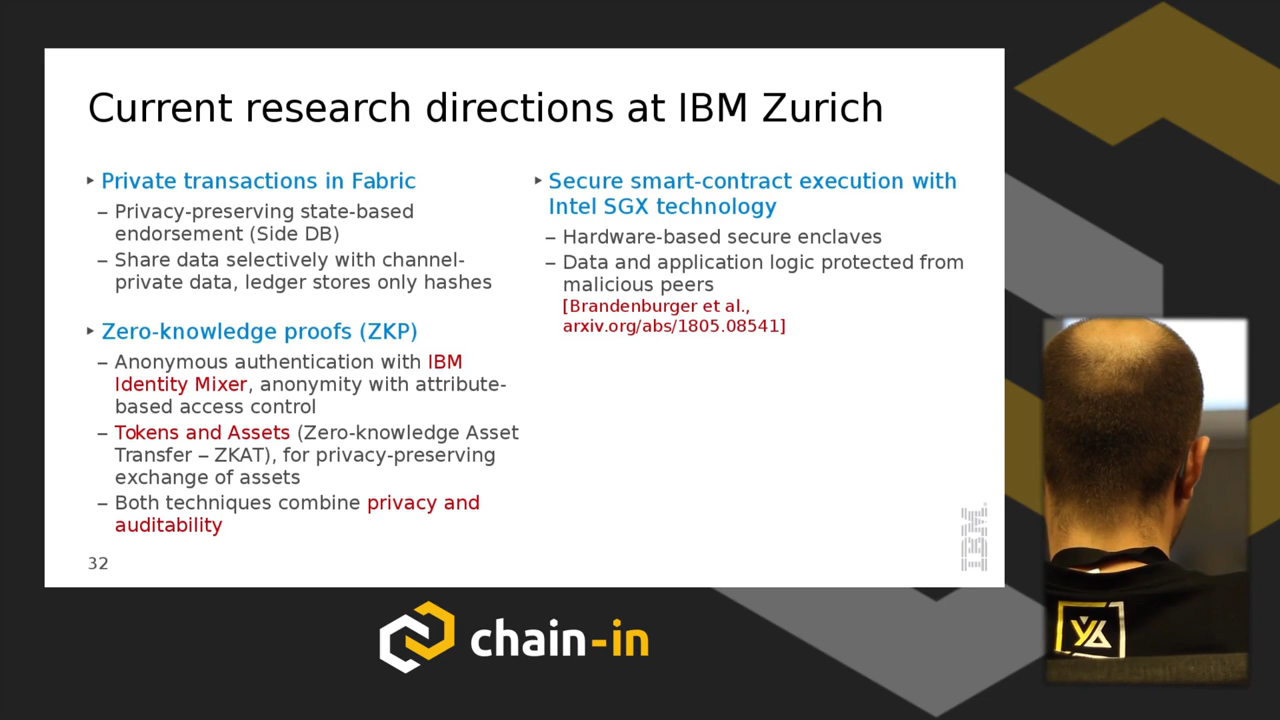 Current research directions at IBM Zurich
Private transactions in Fabric
– Privacy-preserving state-based
endorsement (Side DB)
– Share data selectively with channel-
private data, ledger stores only hashes
Zero-knowledge proofs (ZKP)
– Anonymous authentication with IBM
Identity Mixer, anonymity with attribute-
based access control
– Tokens and Assets (Zero-knowledge Asset
Transfer – ZKAT), for privacy-preserving
exchange of assets
– Both techniques combine privacy and
auditability
Secure smart-contract execution with
Intel SGX technology
– Hardware-based secure enclaves
– Data and application logic protected from
malicious peers
[Brandenburger et al.,
arxiv.org/abs/1805.08541]
32
IBM
chain-in